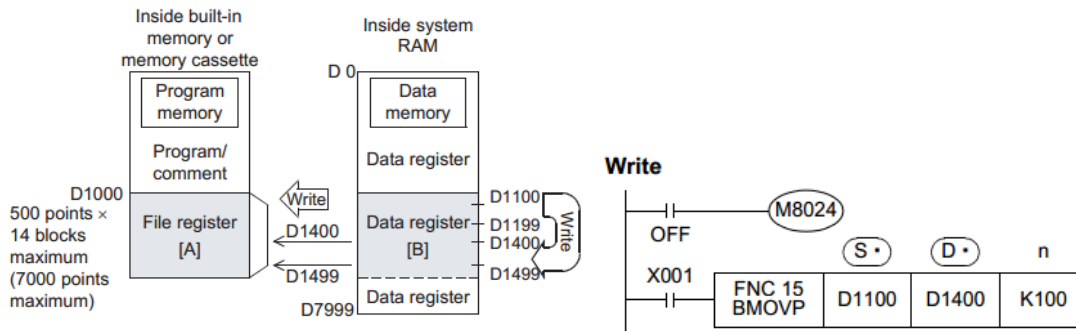 Inside built-in
memory or
memory cassette
Program
memory
Program/
comment
D1000
500 points ×
14 blocks
maximum
(7000 points
maximum)
File register
[A]
Write
D1400
D1499
Inside system
RAM
D 0
Data
memory
Data register
Data register
[B]
Data register
D7999
D1100
D1199
D1400
D1499
Write
Write
OFF
M8024
X001
S •
D •
n
FNC 15
BMOVP
D1100
D1400
K100